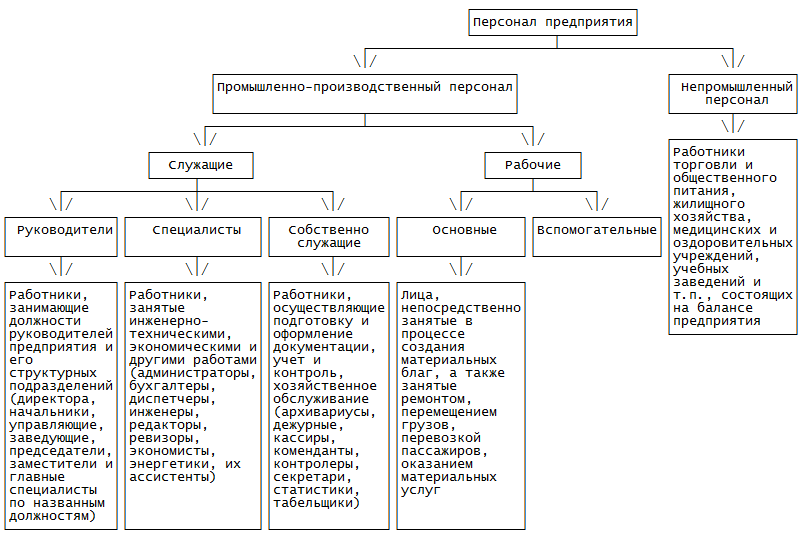 Персонал предприятия
Промышленно-производственный персонал
Непромышленный
персонал
Служащие
Рабочие
Работники
торговли и
общественного
питания,
жилищного
хозяйства,
медицинских и
оздоровительных
учреждений,
учебных
заведений и
т.п., состоящих
на балансе
предприятия
Руководители
Специалисты
Собственно
служащие
Основные
Вспомогательные
Работники,
занимающие
должности
руководителей
предприятия и
его
структурных
подразделений
(директора,
начальники,
управляющие,
заведующие,
председатели,
заместители и
главные
специалисты
по названным
должностям)
Работники,
занятые
инженерно-
техническими,
экономическими и
другими работами
(администраторы,
бухгалтеры,
диспетчеры,
инженеры,
редакторы,
ревизоры,
экономисты,
энергетики, их
ассистенты)
Работники,
осуществляющие
подготовку и
оформление
документации,
учет и
контроль,
хозяйственное
обслуживание
(архивариусы,
дежурные,
кассиры,
коменданты,
контролеры,
секретари,
статистики,
табельщики)
Лица,
непосредственно
занятые в
процессе
создания
материальных
благ, а также
занятые
ремонтом,
перемещением
грузов,
перевозкой
пассажиров,
оказанием
материальных
услуг